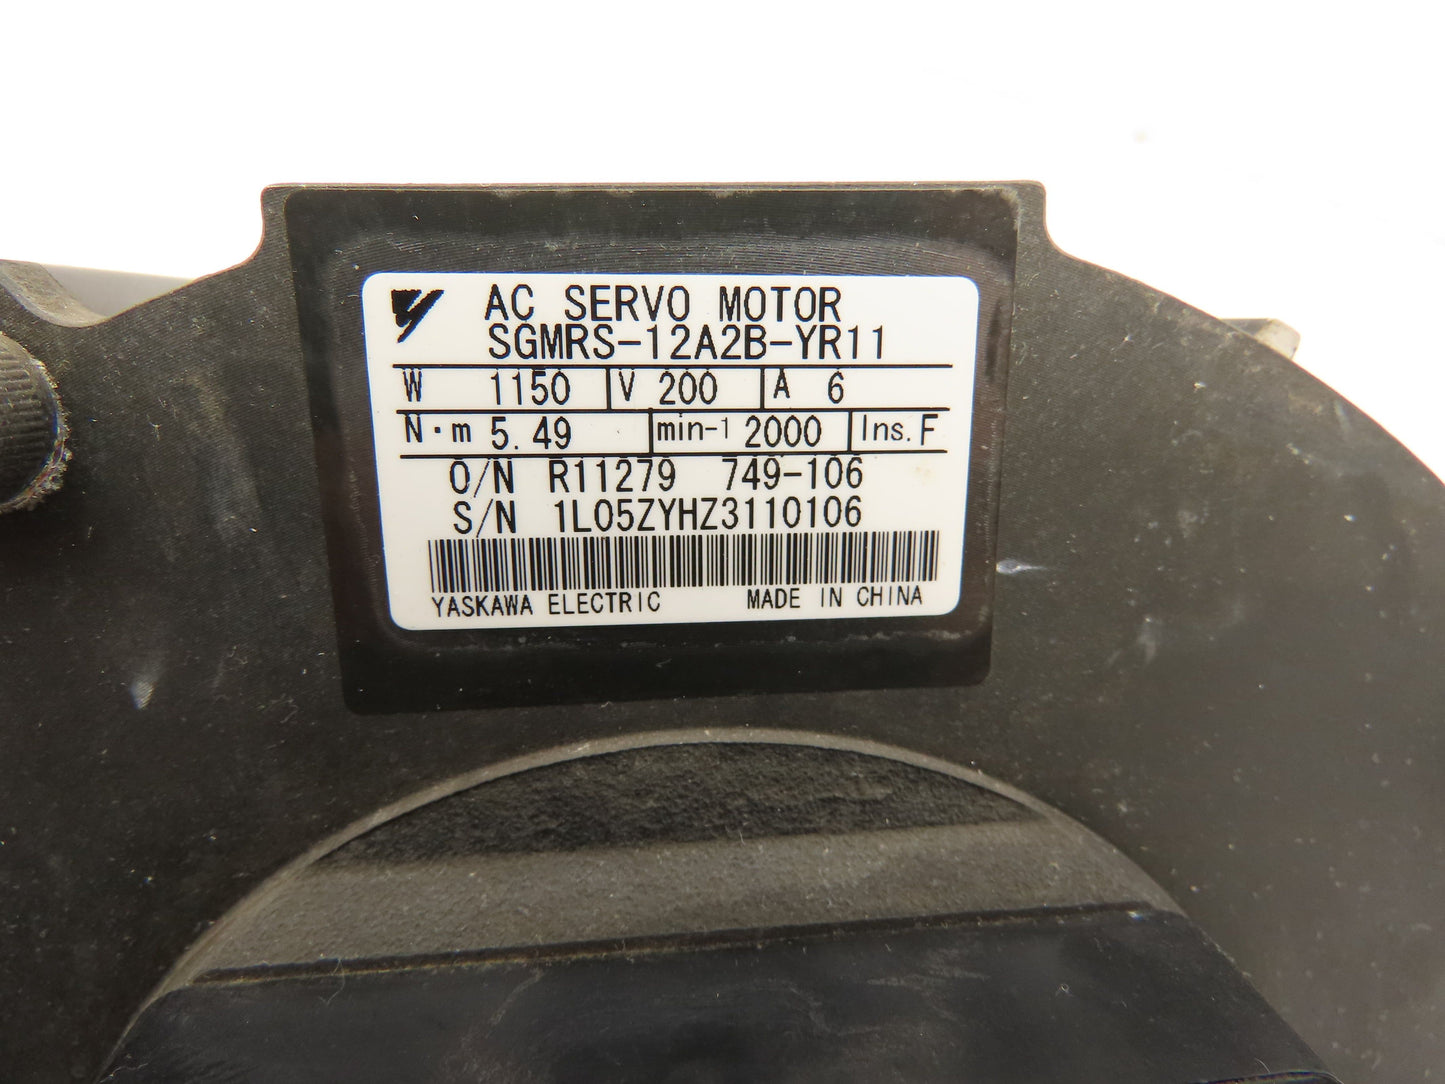 AC SERVO MOTOR
SGMRS-12A2B-YR11
W 1150 V 200 A 6
N·m 5.49 min-1 2000 Ins. F
O/N R11279 749-106
S/N 1L05ZYHZ3110106
YASKAWA ELECTRIC MADE IN CHINA